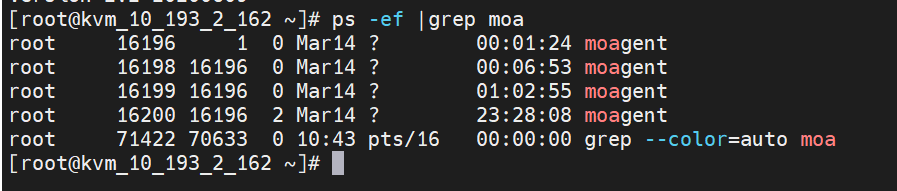 [root@kvm_10_193_2_162 ~]# ps -ef |grep moa
root     16196     1  0 Mar14 ?        00:01:24 moagent
root     16198 16196  0 Mar14 ?        00:06:53 moagent
root     16199 16196  0 Mar14 ?        01:02:55 moagent
root     16200 16196  2 Mar14 ?        23:28:08 moagent
root     71422 70633  0 10:43 pts/16   00:00:00 grep --color=auto moa
[root@kvm_10_193_2_162 ~]#